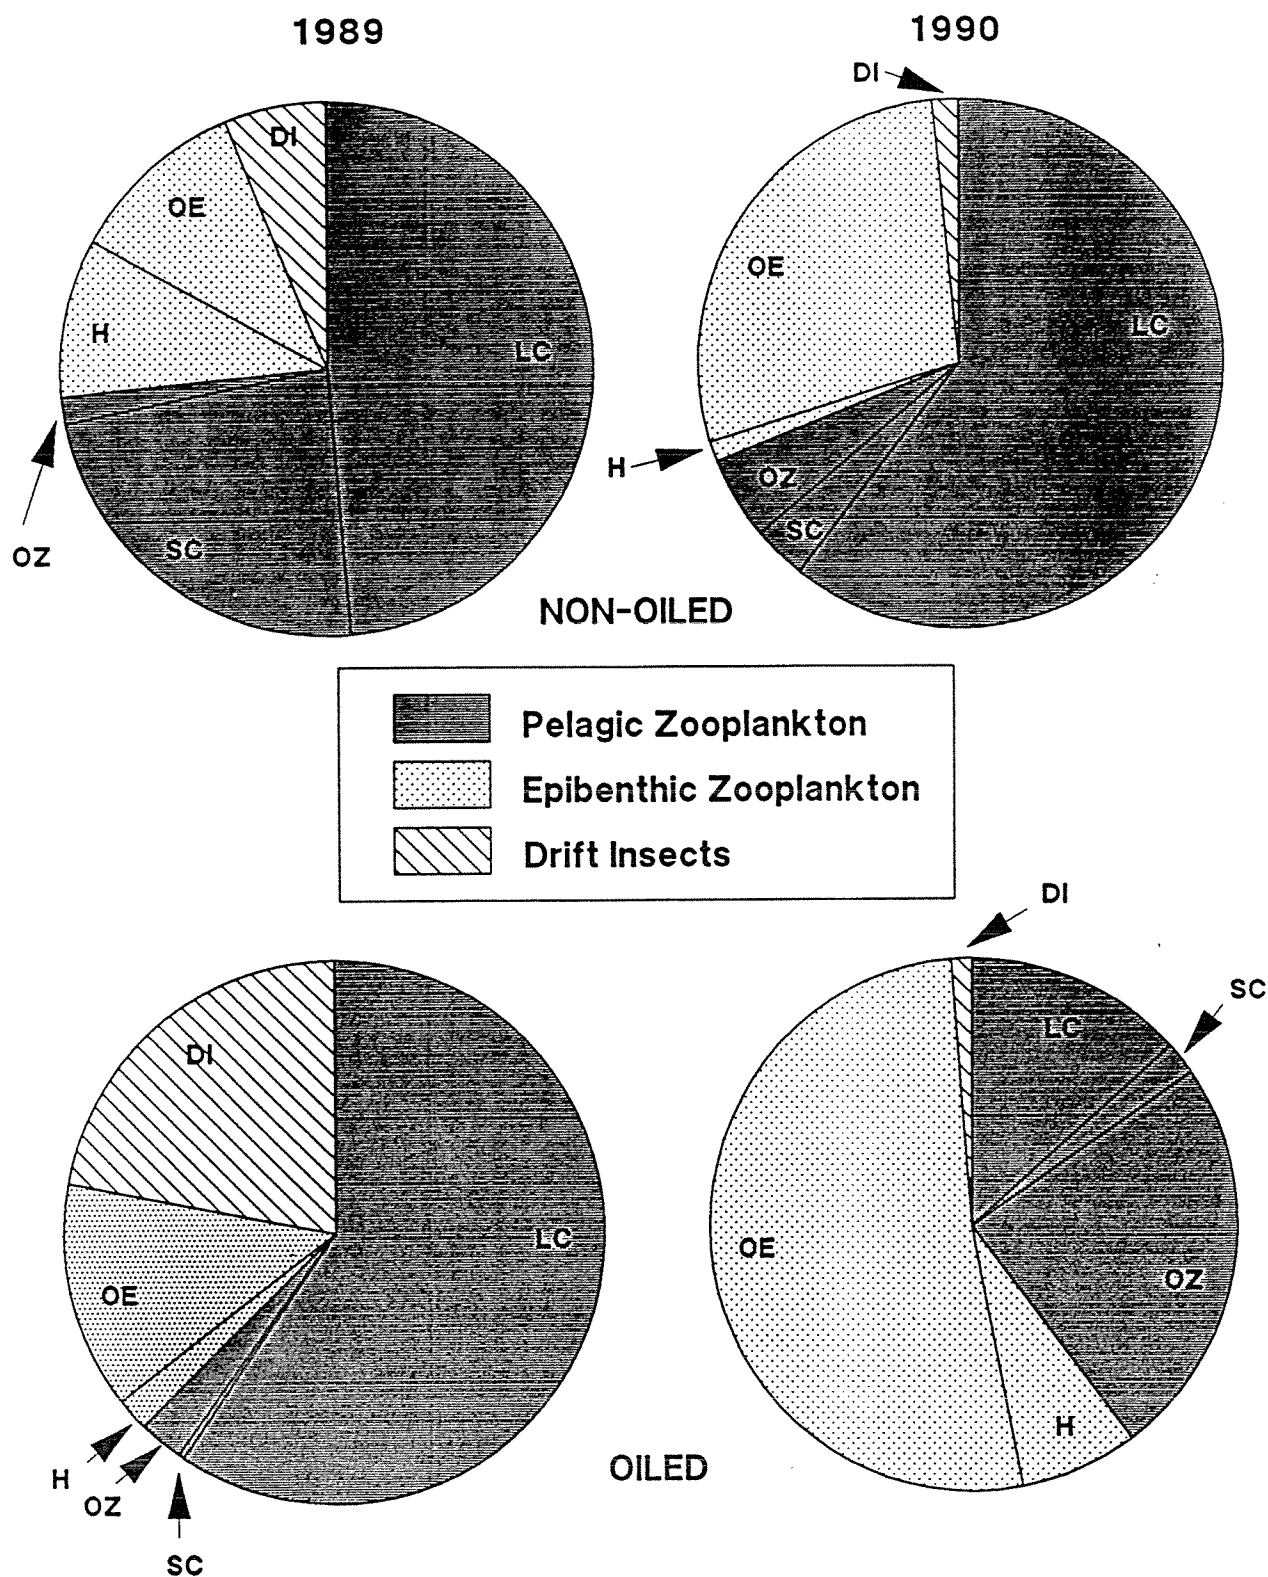 1989
1990
DI
DI
OE
OE
H
LC
LC
H
OZ
OZ
SC
SC
NON-OILED
Pelagic Zooplankton
Epibenthic Zooplankton
Drift Insects
DI
SC
LC
DI
LC
OE
OZ
OE
H
OILED
H
OZ
SC